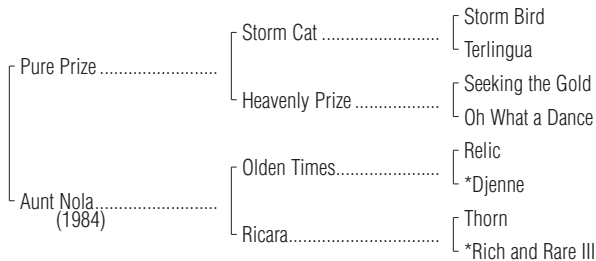 Storm Bird
Storm Cat ..................................
Terlingua
Pure Prize .........................
Seeking the Gold
Heavenly Prize ..................
Oh What a Dance
Relic
Olden Times......................
*Djenne
Aunt Nola..........................
(1984)
Thorn
Ricara................................
*Rich and Rare III